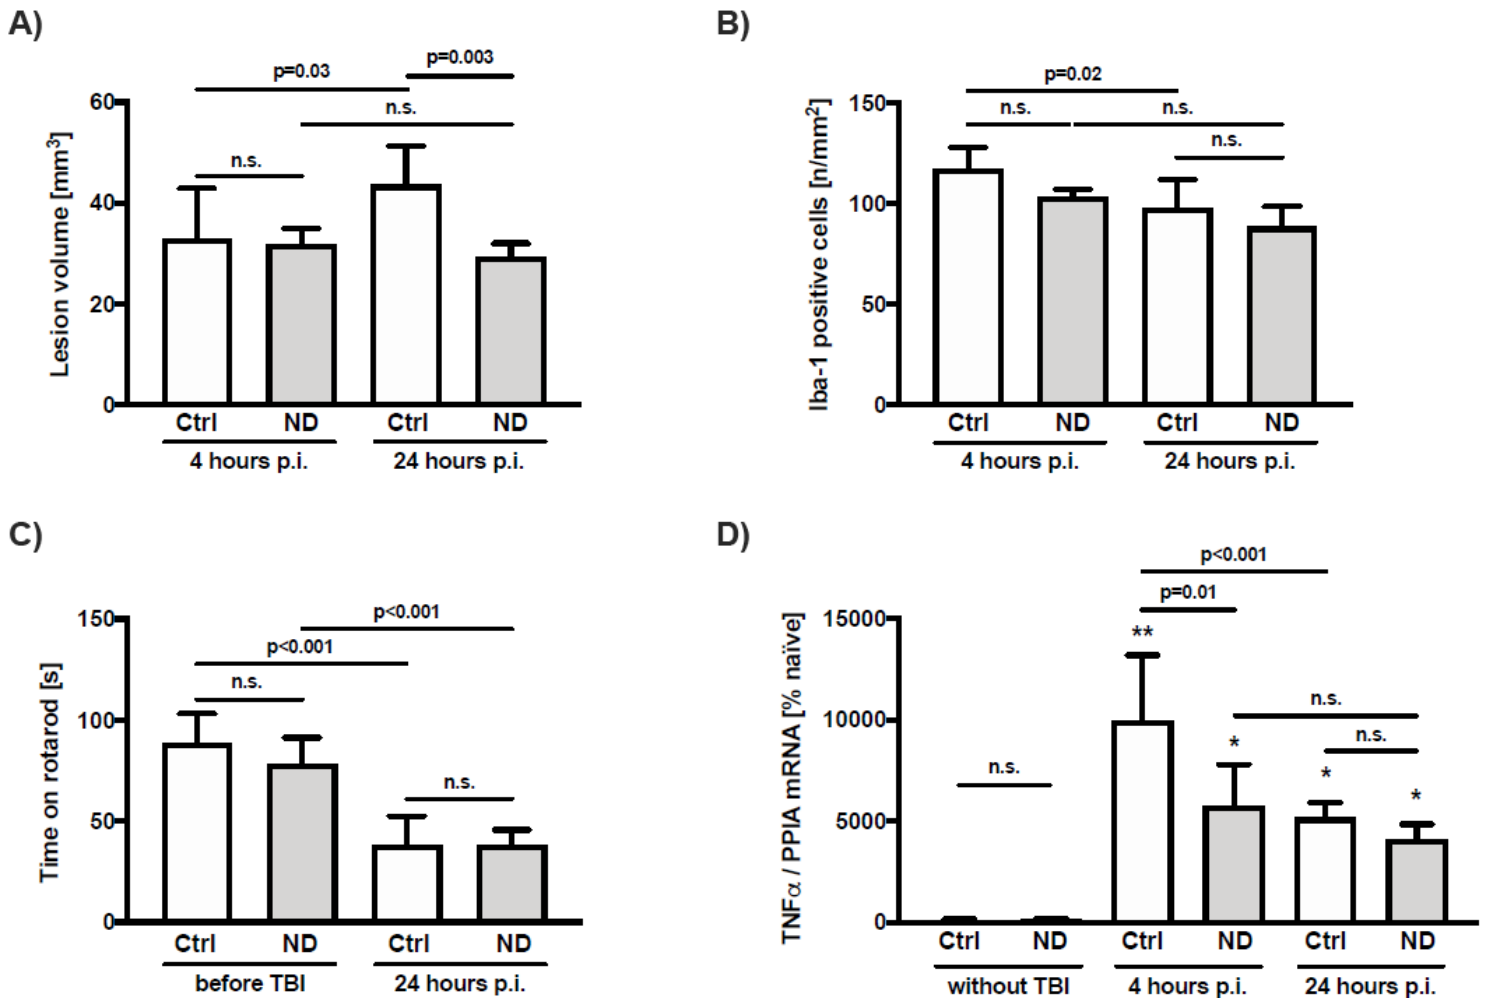 A)
p=0.03
p=0.003
n.s.
n.s.
Lesion volume [mm3]
60
40
20
0
Ctrl ND Ctrl ND
4 hours p.i. 24 hours p.i.
B)
p=0.02
n.s. n.s.
n.s.
Iba-1 positive cells [n/mm2]
150
100
50
0
Ctrl ND Ctrl ND
4 hours p.i. 24 hours p.i.
C)
p<0.001
p<0.001
n.s.
n.s.
Time on rotarod [s]
150
100
50
0
Ctrl ND Ctrl ND
before TBI 24 hours p.i.
D)
p<0.001
p=0.01
**
n.s.
* n.s.
*
*
n.s.
TNFα / PPIA mRNA [% naïve]
15000
10000
5000
0
Ctrl ND Ctrl ND Ctrl ND
without TBI 4 hours p.i. 24 hours p.i.